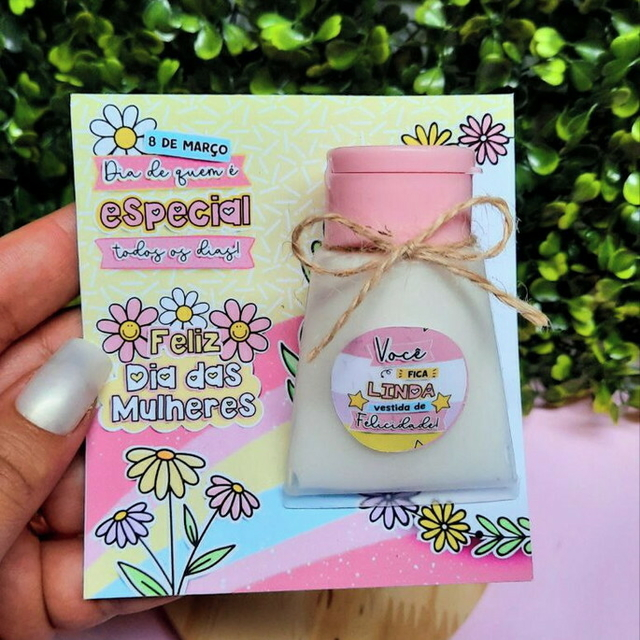 8 DE MARÇO
Dia de quem é
especial
todos os dias!
Feliz
Dia das
Mulheres
Você
FICA
LINDA
vestida de
Felicidade!